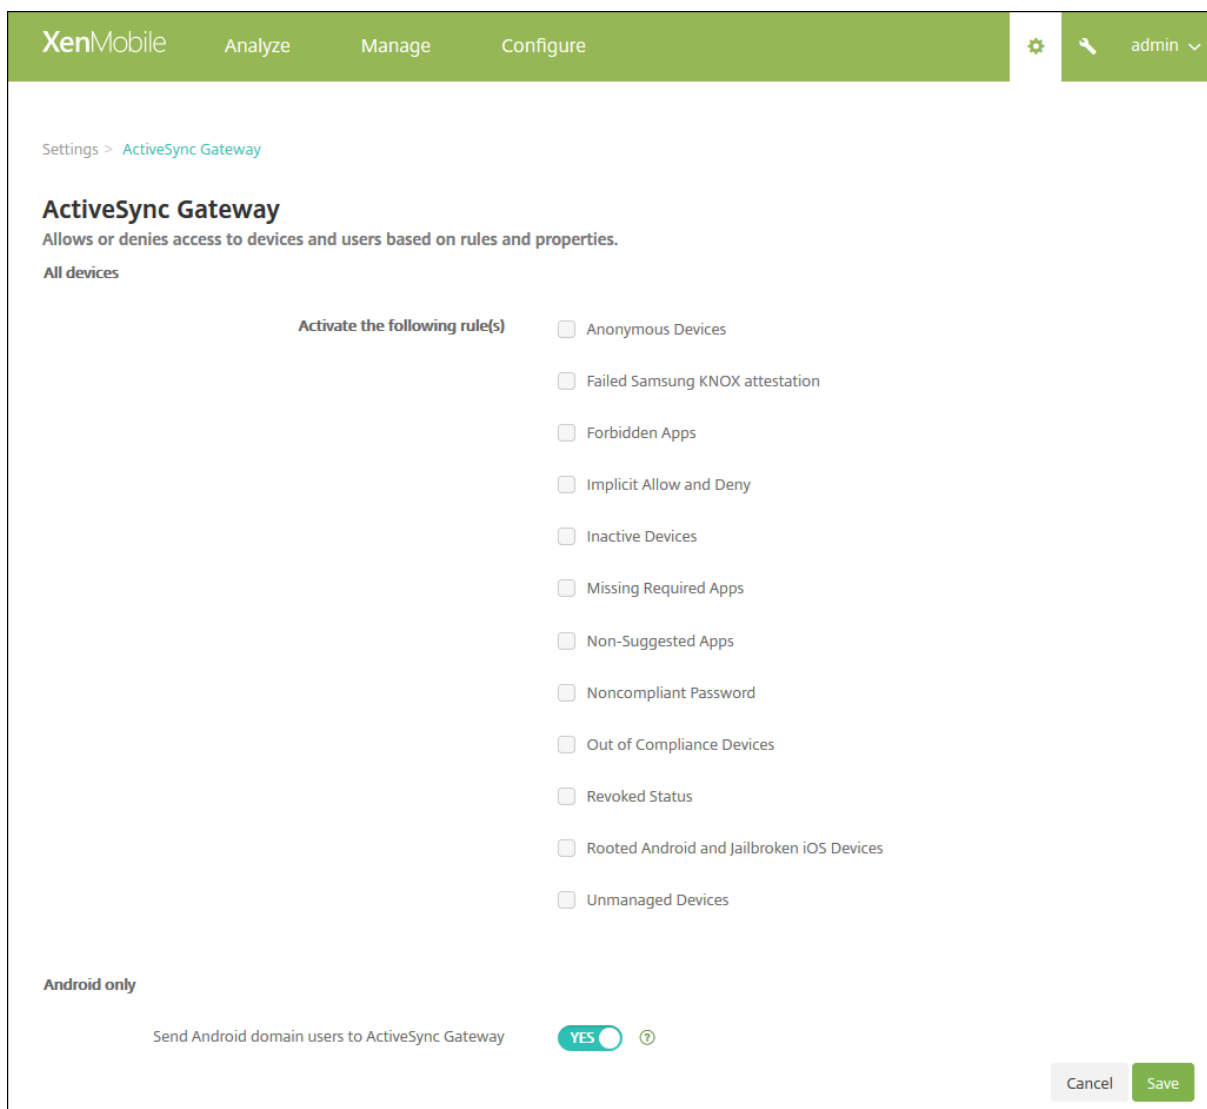 XenMobile Analyze Manage Configure admin
Settings > ActiveSync Gateway
ActiveSync Gateway
Allows or denies access to devices and users based on rules and properties.
All devices
Activate the following rule(s)
Anonymous Devices
Failed Samsung KNOX attestation
Forbidden Apps
Implicit Allow and Deny
Inactive Devices
Missing Required Apps
Non-Suggested Apps
Noncompliant Password
Out of Compliance Devices
Revoked Status
Rooted Android and Jailbroken iOS Devices
Unmanaged Devices
Android only
Send Android domain users to ActiveSync Gateway YES ?
Cancel Save